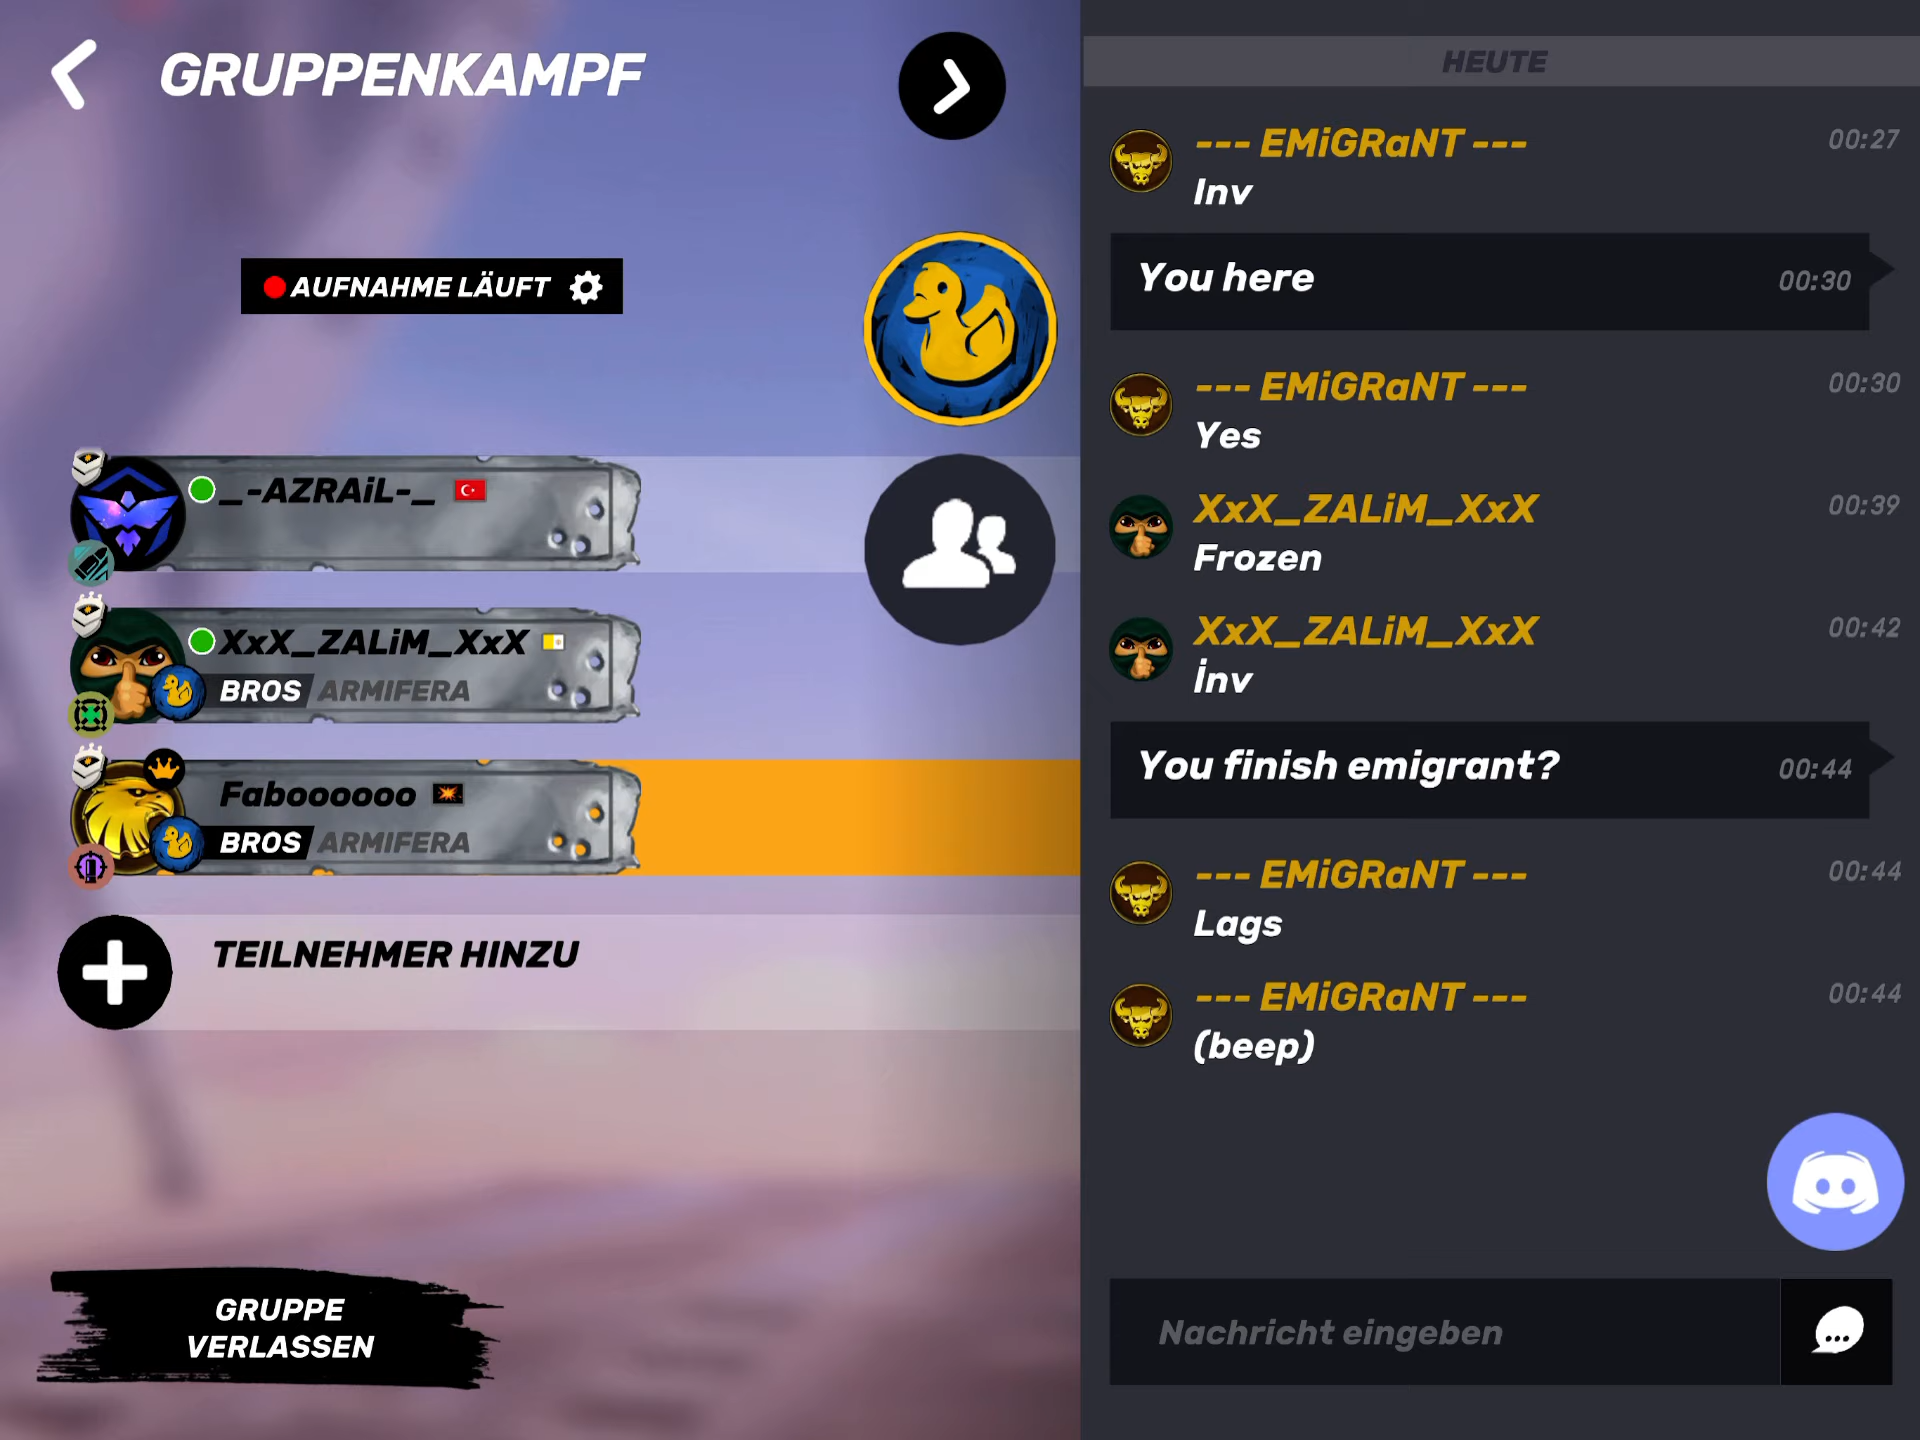 GRUPPENKAMPF
AUFNAHME LÄUFT
_-AZRAiL-_
XxX_ZALiM_XxX
BROS ARMIFERA
Faboooooo
BROS ARMIFERA
TEILNEHMER HINZU
GRUPPE
VERLASSEN
HEUTE
--- EMiGRaNT --- 00:27
Inv
You here 00:30
--- EMiGRaNT --- 00:30
Yes
XxX_ZALiM_XxX 00:39
Frozen
XxX_ZALiM_XxX 00:42
İnv
You finish emigrant? 00:44
--- EMiGRaNT --- 00:44
Lags
--- EMiGRaNT --- 00:44
(beep)
Nachricht eingeben